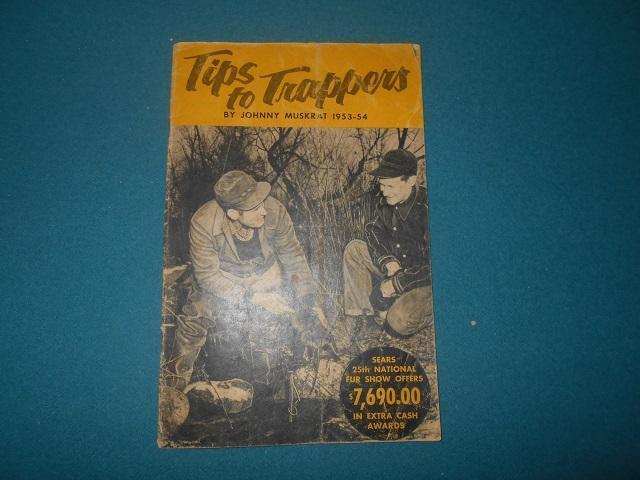 Tips
to Trappers
BY JOHNNY MUSKRAT 1953-54
SEARS
25th NATIONAL
FUR SHOW OFFERS
$7,690.00
IN EXTRA CASH
AWARDS